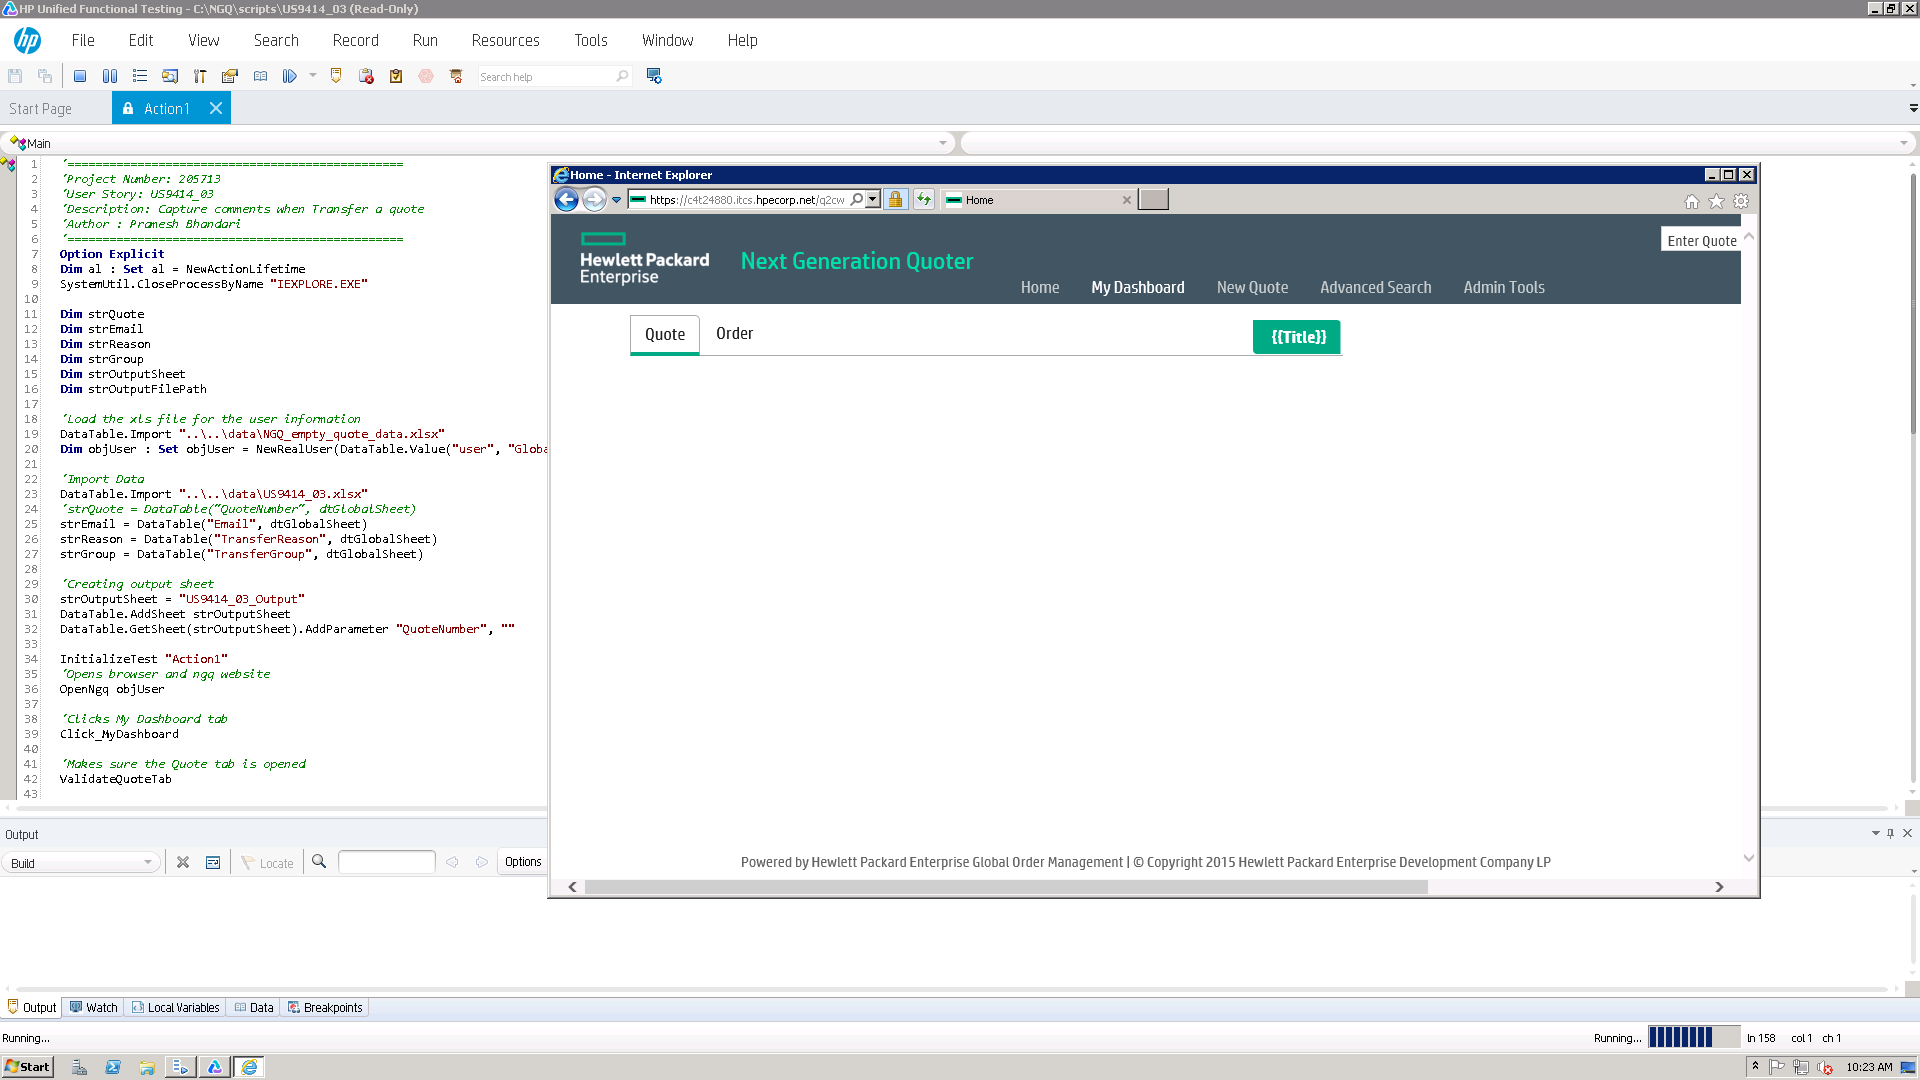 HP Unified Functional Testing - C:\NGQ\scripts\US9414_03 (Read-Only)
hp File Edit View Search Record Run Resources Tools Window Help
Search help
Start Page Action1
Main
1 '================================================
2 'Project Number: 205713
3 'User Story: US9414_03
4 'Description: Capture comments when Transfer a quote
5 'Author : Pramesh Bhandari
6 '================================================
7 Option Explicit
8 Dim al : Set al = NewActionLifetime
9 SystemUtil.CloseProcessByName "IEXPLORE.EXE"
10
11 Dim strQuote
12 Dim strEmail
13 Dim strReason
14 Dim strGroup
15 Dim strOutputSheet
16 Dim strOutputFilePath
17
18 'Load the xls file for the user information
19 DataTable.Import "..\..\data\NGQ_empty_quote_data.xlsx"
20 Dim objUser : Set objUser = NewRealUser(DataTable.Value("user", "Globa
21
22 'Import Data
23 DataTable.Import "..\..\data\US9414_03.xlsx"
24 'strQuote = DataTable("QuoteNumber", dtGlobalSheet)
25 strEmail = DataTable("Email", dtGlobalSheet)
26 strReason = DataTable("TransferReason", dtGlobalSheet)
27 strGroup = DataTable("TransferGroup", dtGlobalSheet)
28
29 'Creating output sheet
30 strOutputSheet = "US9414_03_Output"
31 DataTable.AddSheet strOutputSheet
32 DataTable.GetSheet(strOutputSheet).AddParameter "QuoteNumber", ""
33
34 InitializeTest "Action1"
35 'Opens browser and ngq website
36 OpenNgq objUser
37
38 'Clicks My Dashboard tab
39 Click_MyDashboard
40
41 'Makes sure the Quote tab is opened
42 ValidateQuoteTab
43
Home - Internet Explorer
https://c4t24880.itcs.hpecorp.net/q2cw
Home
Enter Quote
Hewlett Packard
Enterprise
Next Generation Quoter
Home My Dashboard New Quote Advanced Search Admin Tools
Quote Order {{Title}}
Powered by Hewlett Packard Enterprise Global Order Management | © Copyright 2015 Hewlett Packard Enterprise Development Company LP
Output
Build Locate Options
Output Watch Local Variables Data Breakpoints
Running... Running... ln 158 col 1 ch 1
Start 10:23 AM